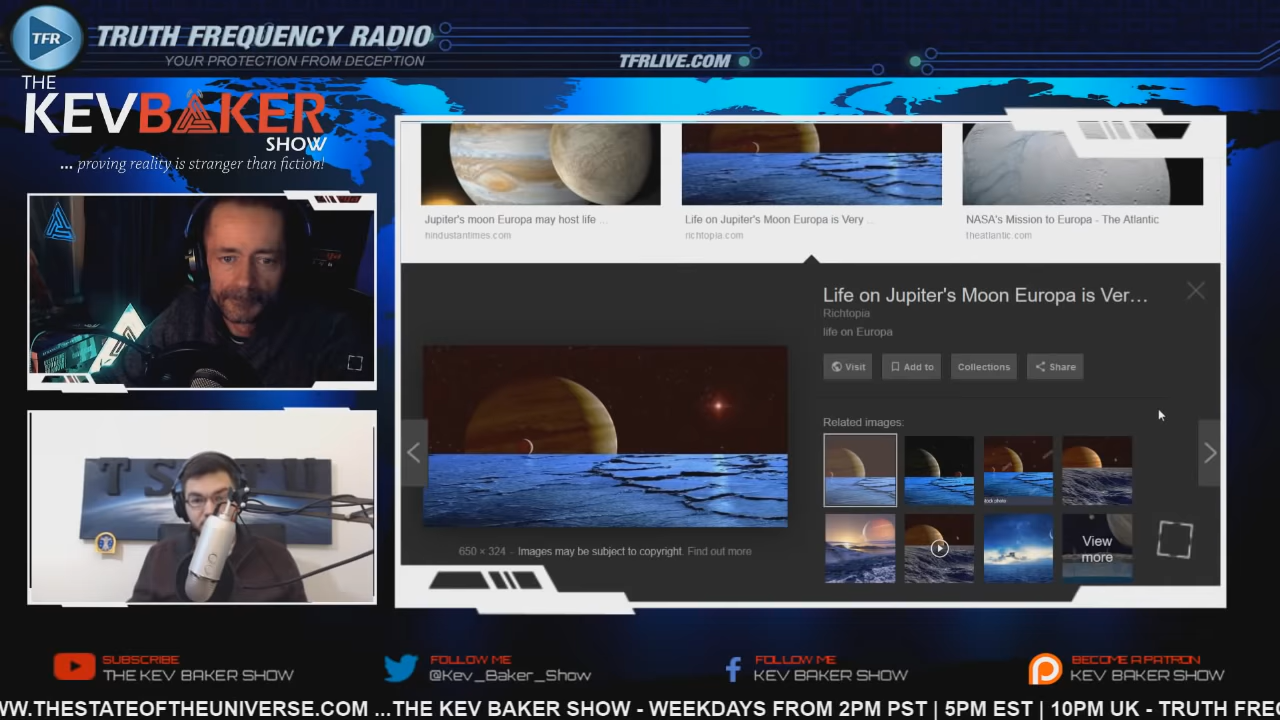 TFR
TRUTH FREQUENCY RADIO
YOUR PROTECTION FROM DECEPTION
TFRLIVE.COM
THE
KEVBAKER
SHOW
... proving reality is stranger than fiction!
Jupiter's moon Europa may host life ...
hindustantimes.com
Life on Jupiter's Moon Europa is Very ...
richtopia.com
NASA's Mission to Europa - The Atlantic
theatlantic.com
Life on Jupiter's Moon Europa is Ver...
Richtopia
life on Europa
Visit
Add to
Collections
Share
Related images:
View
more
650 × 324 - Images may be subject to copyright. Find out more
SUBSCRIBE
THE KEV BAKER SHOW
FOLLOW ME
@Kev_Baker_Show
FOLLOW ME
KEV BAKER SHOW
BECOME A PATRON
KEV BAKER SHOW
WWW.THESTATEOFTHEUNIVERSE.COM ...THE KEV BAKER SHOW - WEEKDAYS FROM 2PM PST | 5PM EST | 10PM UK - TRUTH FREQ